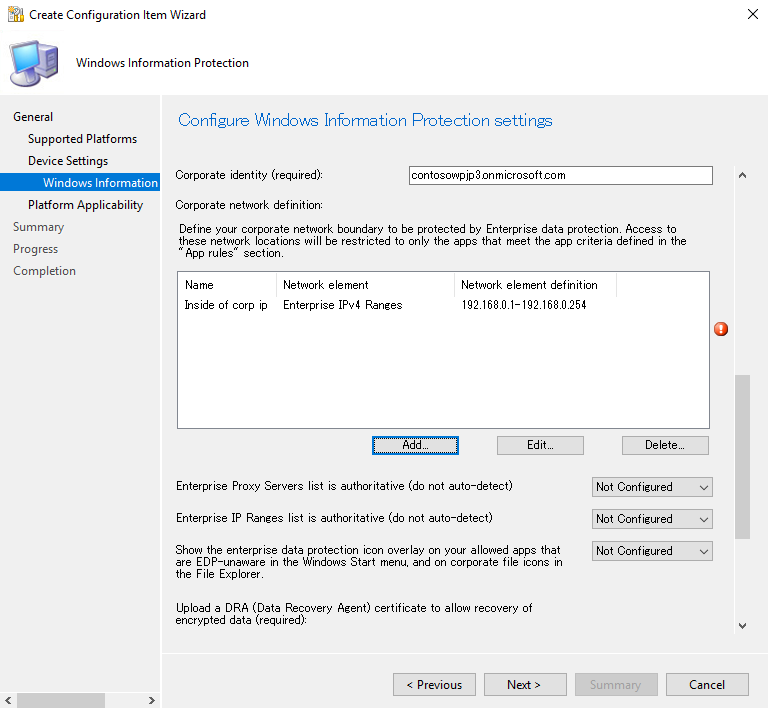 Create Configuration Item Wizard
Windows Information Protection
General
Supported Platforms
Device Settings
Windows Information
Platform Applicability
Summary
Progress
Completion
Configure Windows Information Protection settings
Corporate identity (required): contosowpjp3.onmicrosoft.com
Corporate network definition:
Define your corporate network boundary to be protected by Enterprise data protection. Access to
these network locations will be restricted to only the apps that meet the app criteria defined in the
"App rules" section.
Name Network element Network element definition
Inside of corp ip Enterprise IPv4 Ranges 192.168.0.1-192.168.0.254
Add... Edit... Delete...
Enterprise Proxy Servers list is authoritative (do not auto-detect) Not Configured
Enterprise IP Ranges list is authoritative (do not auto-detect) Not Configured
Show the enterprise data protection icon overlay on your allowed apps that Not Configured
are EDP-unaware in the Windows Start menu, and on corporate file icons in
the File Explorer.
Upload a DRA (Data Recovery Agent) certificate to allow recovery of
encrypted data (required):
< Previous Next > Summary Cancel